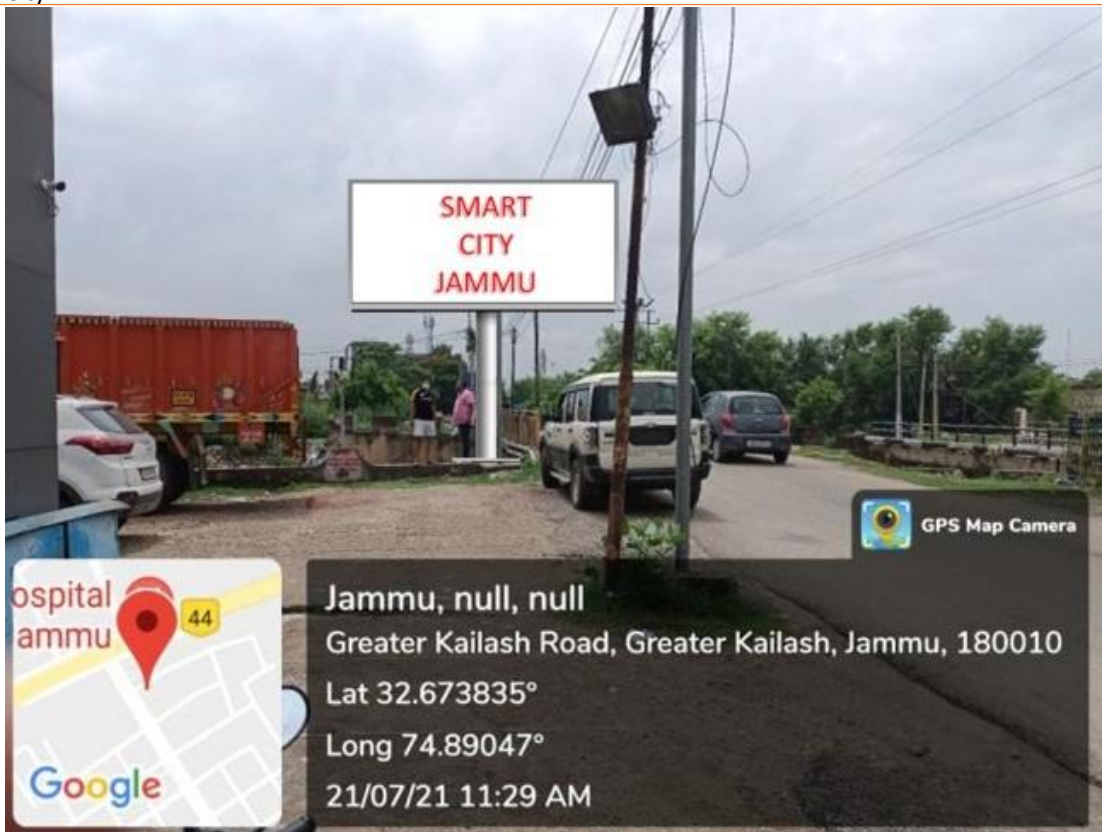 SMART
CITY
JAMMU
GPS Map Camera
ospital
ammu
44
Google
Jammu, null, null
Greater Kailash Road, Greater Kailash, Jammu, 180010
Lat 32.673835°
Long 74.89047°
21/07/21 11:29 AM